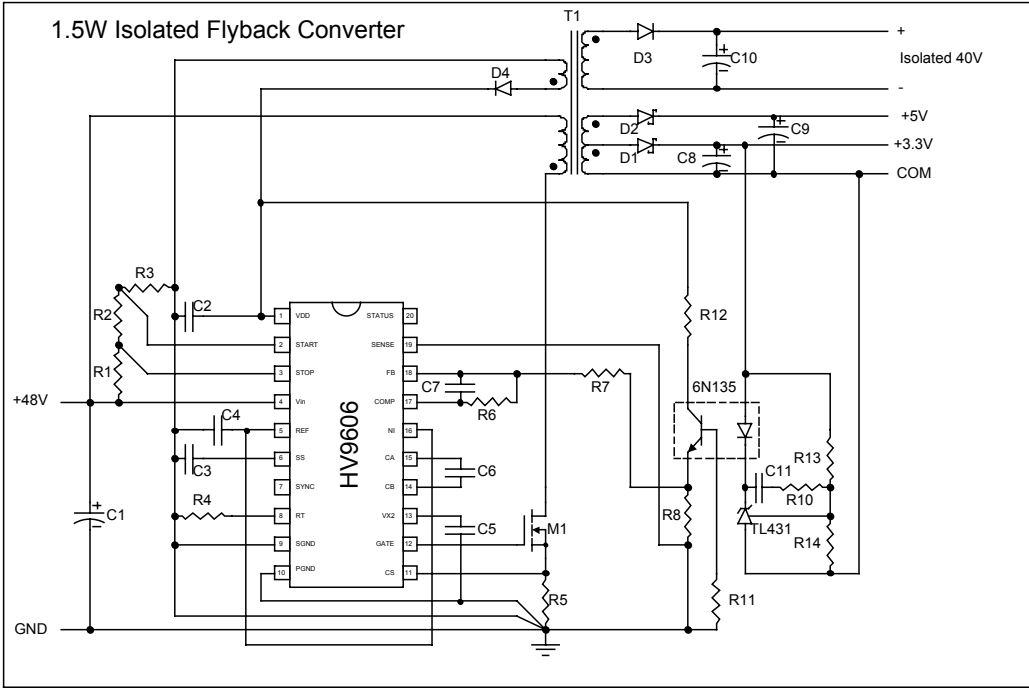 1.5W Isolated Flyback Converter
T1
+
D3
C10
Isolated 40V
-
D4
+5V
D2
C9
+3.3V
D1
C8
COM
R3
C2
R2
R1
+48V
C4
C3
R4
C1
GND
HV9606
1 VDD
2 START
3 STOP
4 Vin
5 REF
6 SS
7 SYNC
8 RT
9 SGND
10 PGND
STATUS 20
SENSE 19
FB 18
COMP 17
NI 16
CA 15
CB 14
VX2 13
GATE 12
CS 11
C7
R6
R7
C6
C5
M1
R5
R12
6N135
R13
C11
R10
R8
TL431
R14
R11